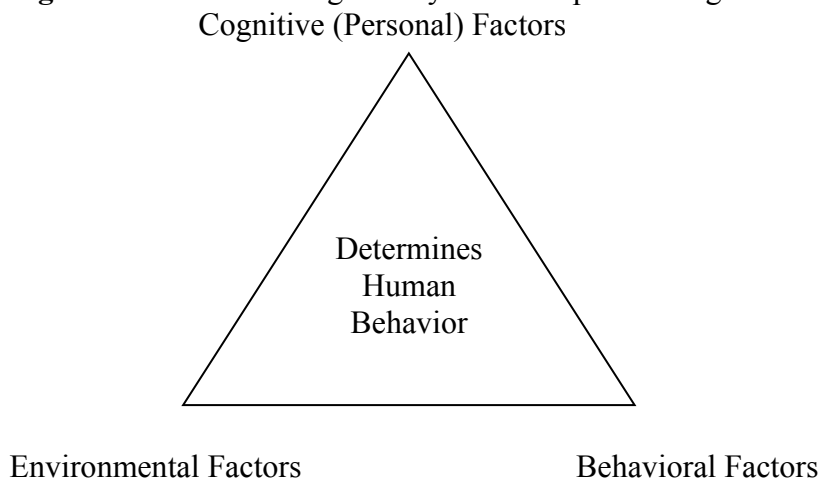 Cognitive (Personal) Factors
Determines
Human
Behavior
Environmental Factors
Behavioral Factors